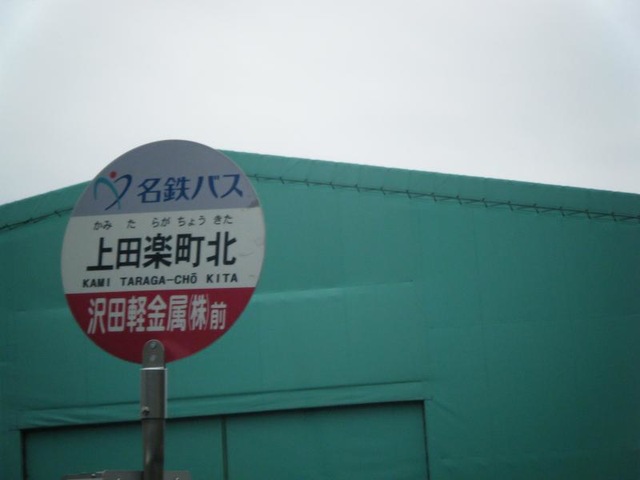 名鉄バス
かみ た らが ちょう きた
上田楽町北
KAMI TARAGA-CHŌ KITA
沢田軽金属㈱前